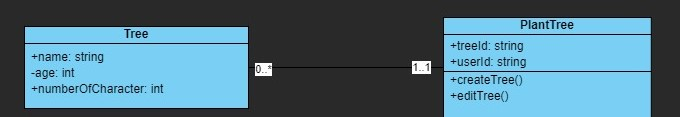 Tree
+name: string
-age: int
+numberOfCharacter: int
0..*
1..1
PlantTree
+treeId: string
+userId: string
+createTree()
+editTree()